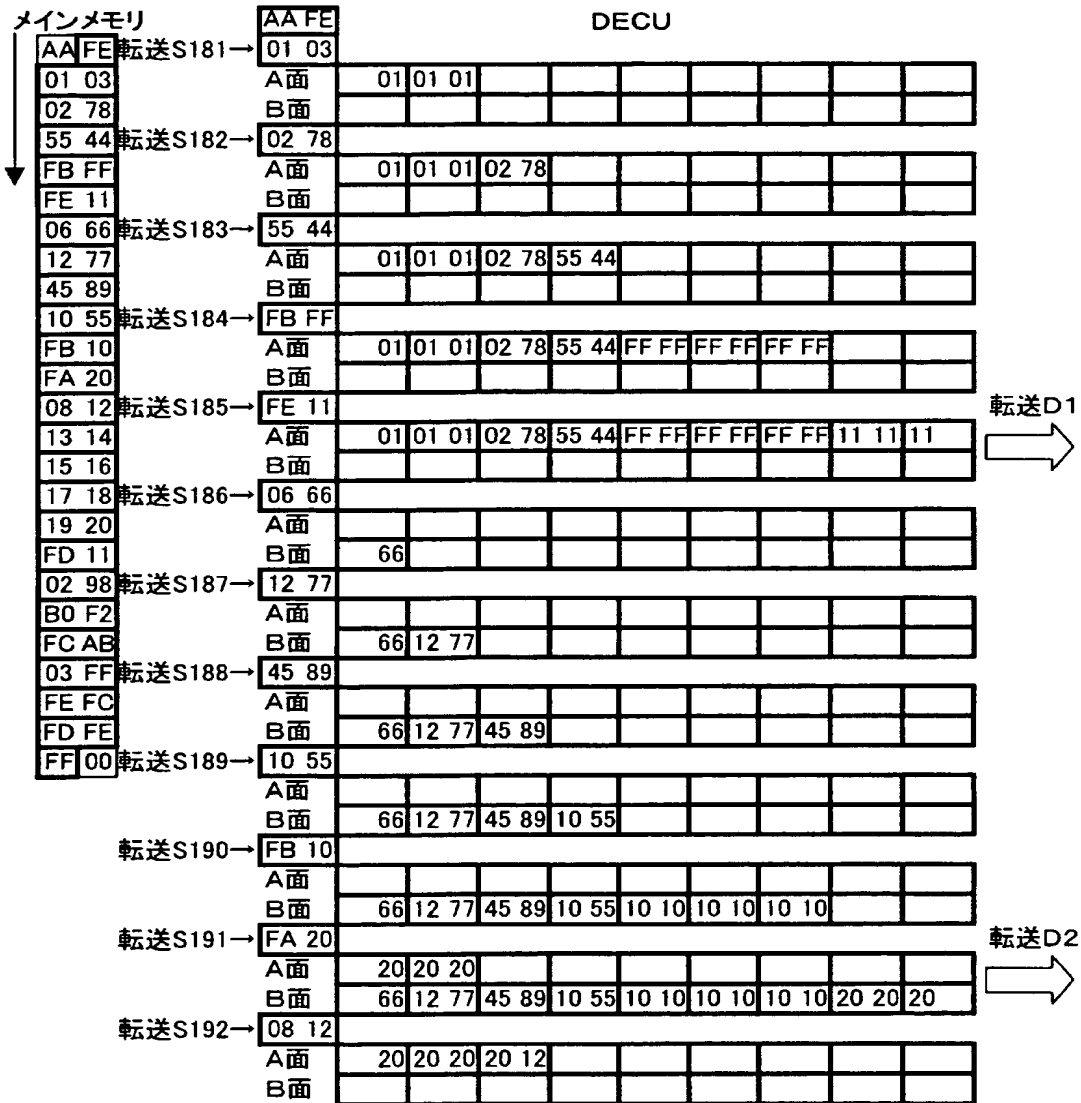 メインメモリ AA FE DECU
AA FE 転送S181→ 01 03
01 03 A面 01 01 01
02 78 B面
55 44 転送S182→ 02 78
FB FF A面 01 01 01 02 78
FE 11 B面
06 66 転送S183→ 55 44
12 77 A面 01 01 01 02 78 55 44
45 89 B面
10 55 転送S184→ FB FF
FB 10 A面 01 01 01 02 78 55 44 FF FF FF FF FF FF
FA 20 B面
08 12 転送S185→ FE 11 転送D1
13 14 A面 01 01 01 02 78 55 44 FF FF FF FF FF FF 11 11 11
15 16 B面
17 18 転送S186→ 06 66
19 20 A面
FD 11 B面 66
02 98 転送S187→ 12 77
B0 F2 A面
FC AB B面 66 12 77
03 FF 転送S188→ 45 89
FE FC A面
FD FE B面 66 12 77 45 89
FF 00 転送S189→ 10 55
A面
B面 66 12 77 45 89 10 55
転送S190→ FB 10
A面
B面 66 12 77 45 89 10 55 10 10 10 10 10 10
転送S191→ FA 20 転送D2
A面 20 20 20
B面 66 12 77 45 89 10 55 10 10 10 10 10 10 20 20 20
転送S192→ 08 12
A面 20 20 20 20 12
B面